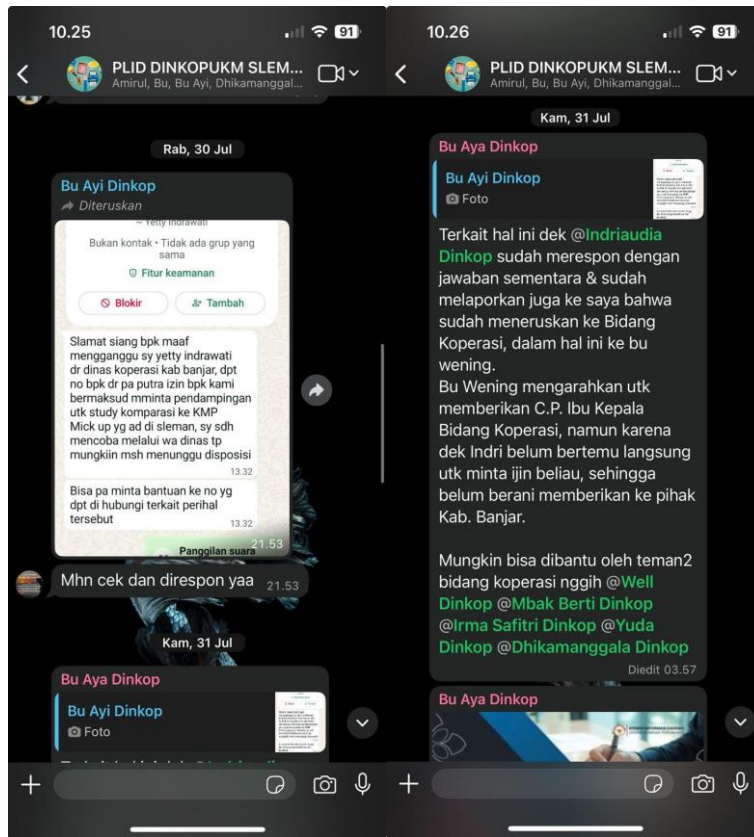 10.25
91
PLID DINKOPUKM SLEM...
Amirul, Bu, Bu Ayi, Dhikamanggal...
Rab, 30 Jul
Bu Ayi Dinkop
Diteruskan
~ Yetty Indrawati
Bukan kontak • Tidak ada grup yang
sama
Fitur keamanan
Blokir
Tambah
Slamat siang bpk maaf
mengganggu sy yetty indrawati
dr dinas koperasi kab banjar, dpt
no bpk dr pa putra izin bpk kami
bermaksud mminta pendampingan
utk study komparasi ke KMP
Mick up yg ad di sleman, sy sdh
mencoba melalui wa dinas tp
mungkiin msh menunggu disposisi
13.32
Bisa pa minta bantuan ke no yg
dpt di hubungi terkait perihal
tersebut
13.32
Panggilan suara
21.53
Mhn cek dan direspon yaa 21.53
Kam, 31 Jul
Bu Aya Dinkop
Bu Ayi Dinkop
Foto
10.26
91
PLID DINKOPUKM SLEM...
Amirul, Bu, Bu Ayi, Dhikamanggal...
Kam, 31 Jul
Bu Aya Dinkop
Bu Ayi Dinkop
Foto
Terkait hal ini dek @Indriaudia
Dinkop sudah merespon dengan
jawaban sementara & sudah
melaporkan juga ke saya bahwa
sudah meneruskan ke Bidang
Koperasi, dalam hal ini ke bu
wening.
Bu Wening mengarahkan utk
memberikan C.P. Ibu Kepala
Bidang Koperasi, namun karena
dek Indri belum bertemu langsung
utk minta ijin beliau, sehingga
belum berani memberikan ke pihak
Kab. Banjar.
Mungkin bisa dibantu oleh teman2
bidang koperasi nggih @Well
Dinkop @Mbak Berti Dinkop
@Irma Safitri Dinkop @Yuda
Dinkop @Dhikamanggala Dinkop
Diedit 03.57
Bu Aya Dinkop